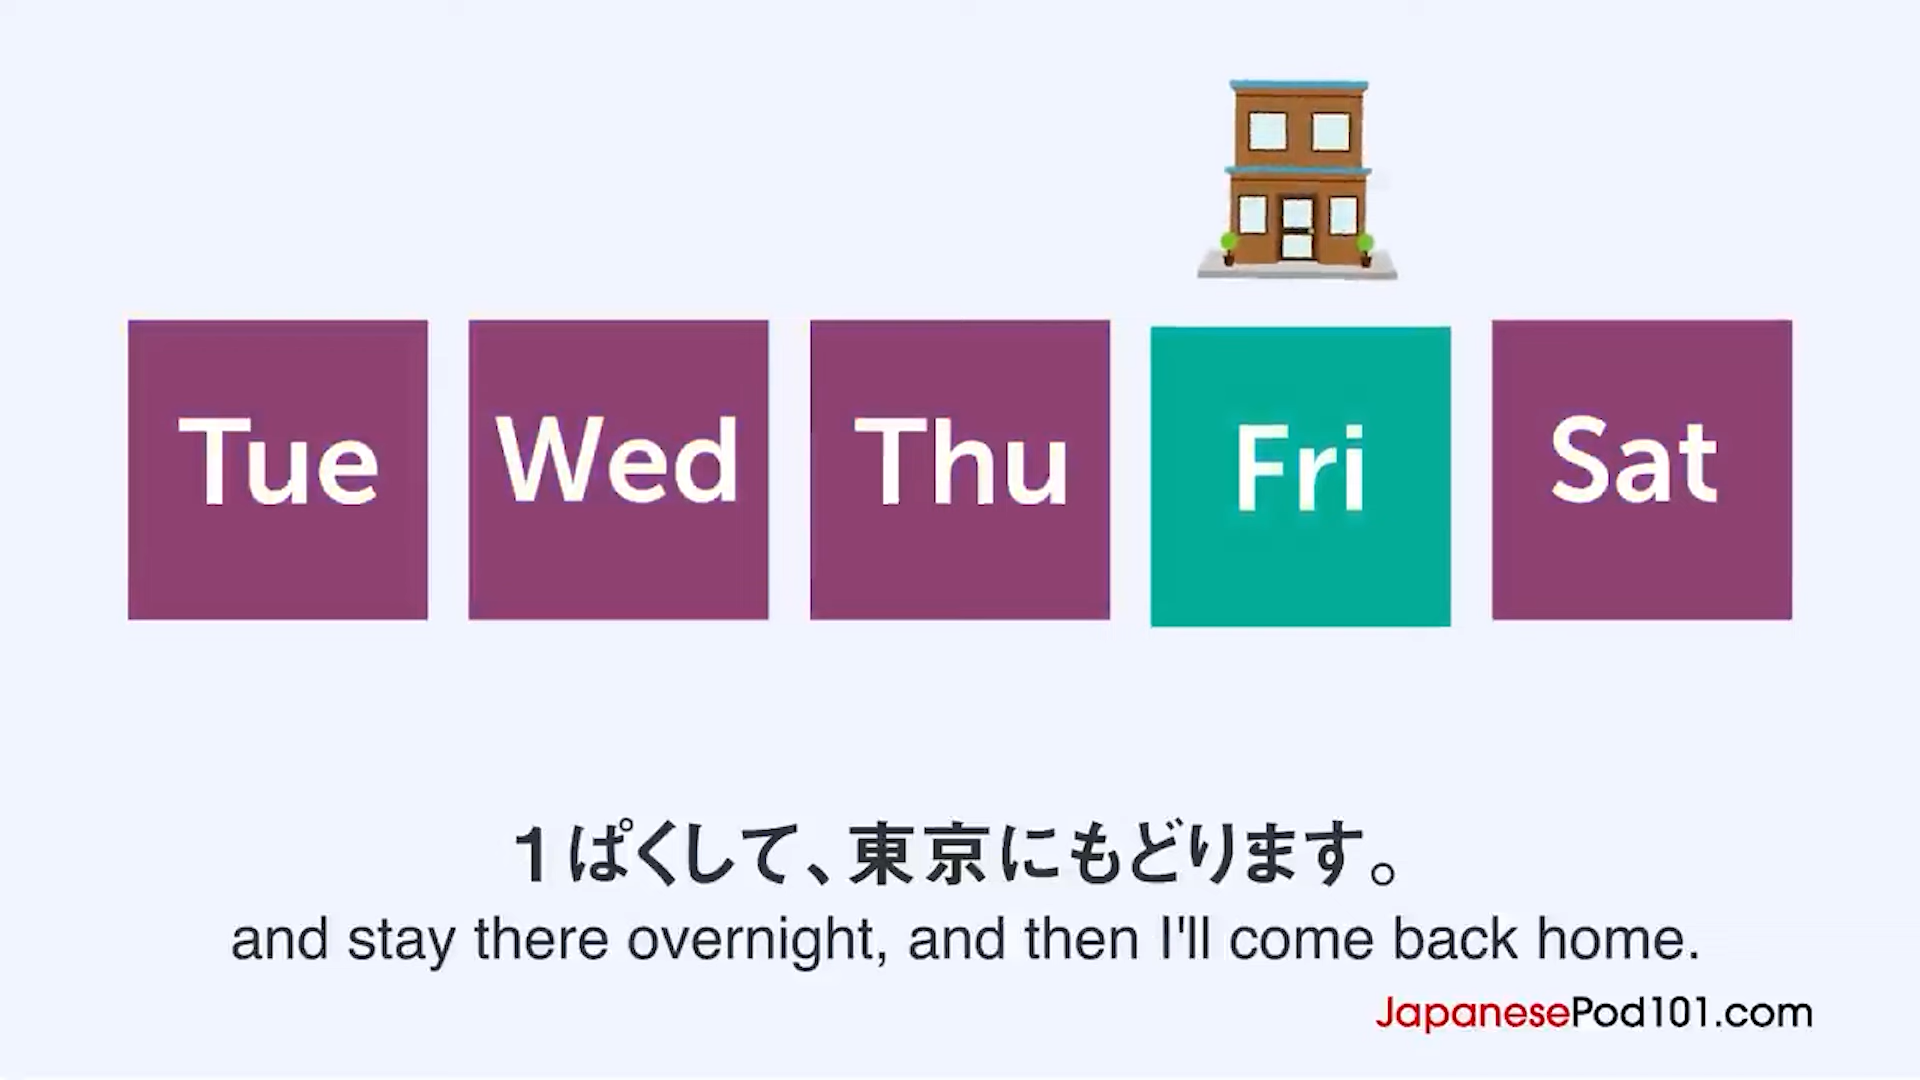 Tue Wed Thu Fri Sat
1ぱくして、東京にもどります。
and stay there overnight, and then I'll come back home.
JapanesePod101.com